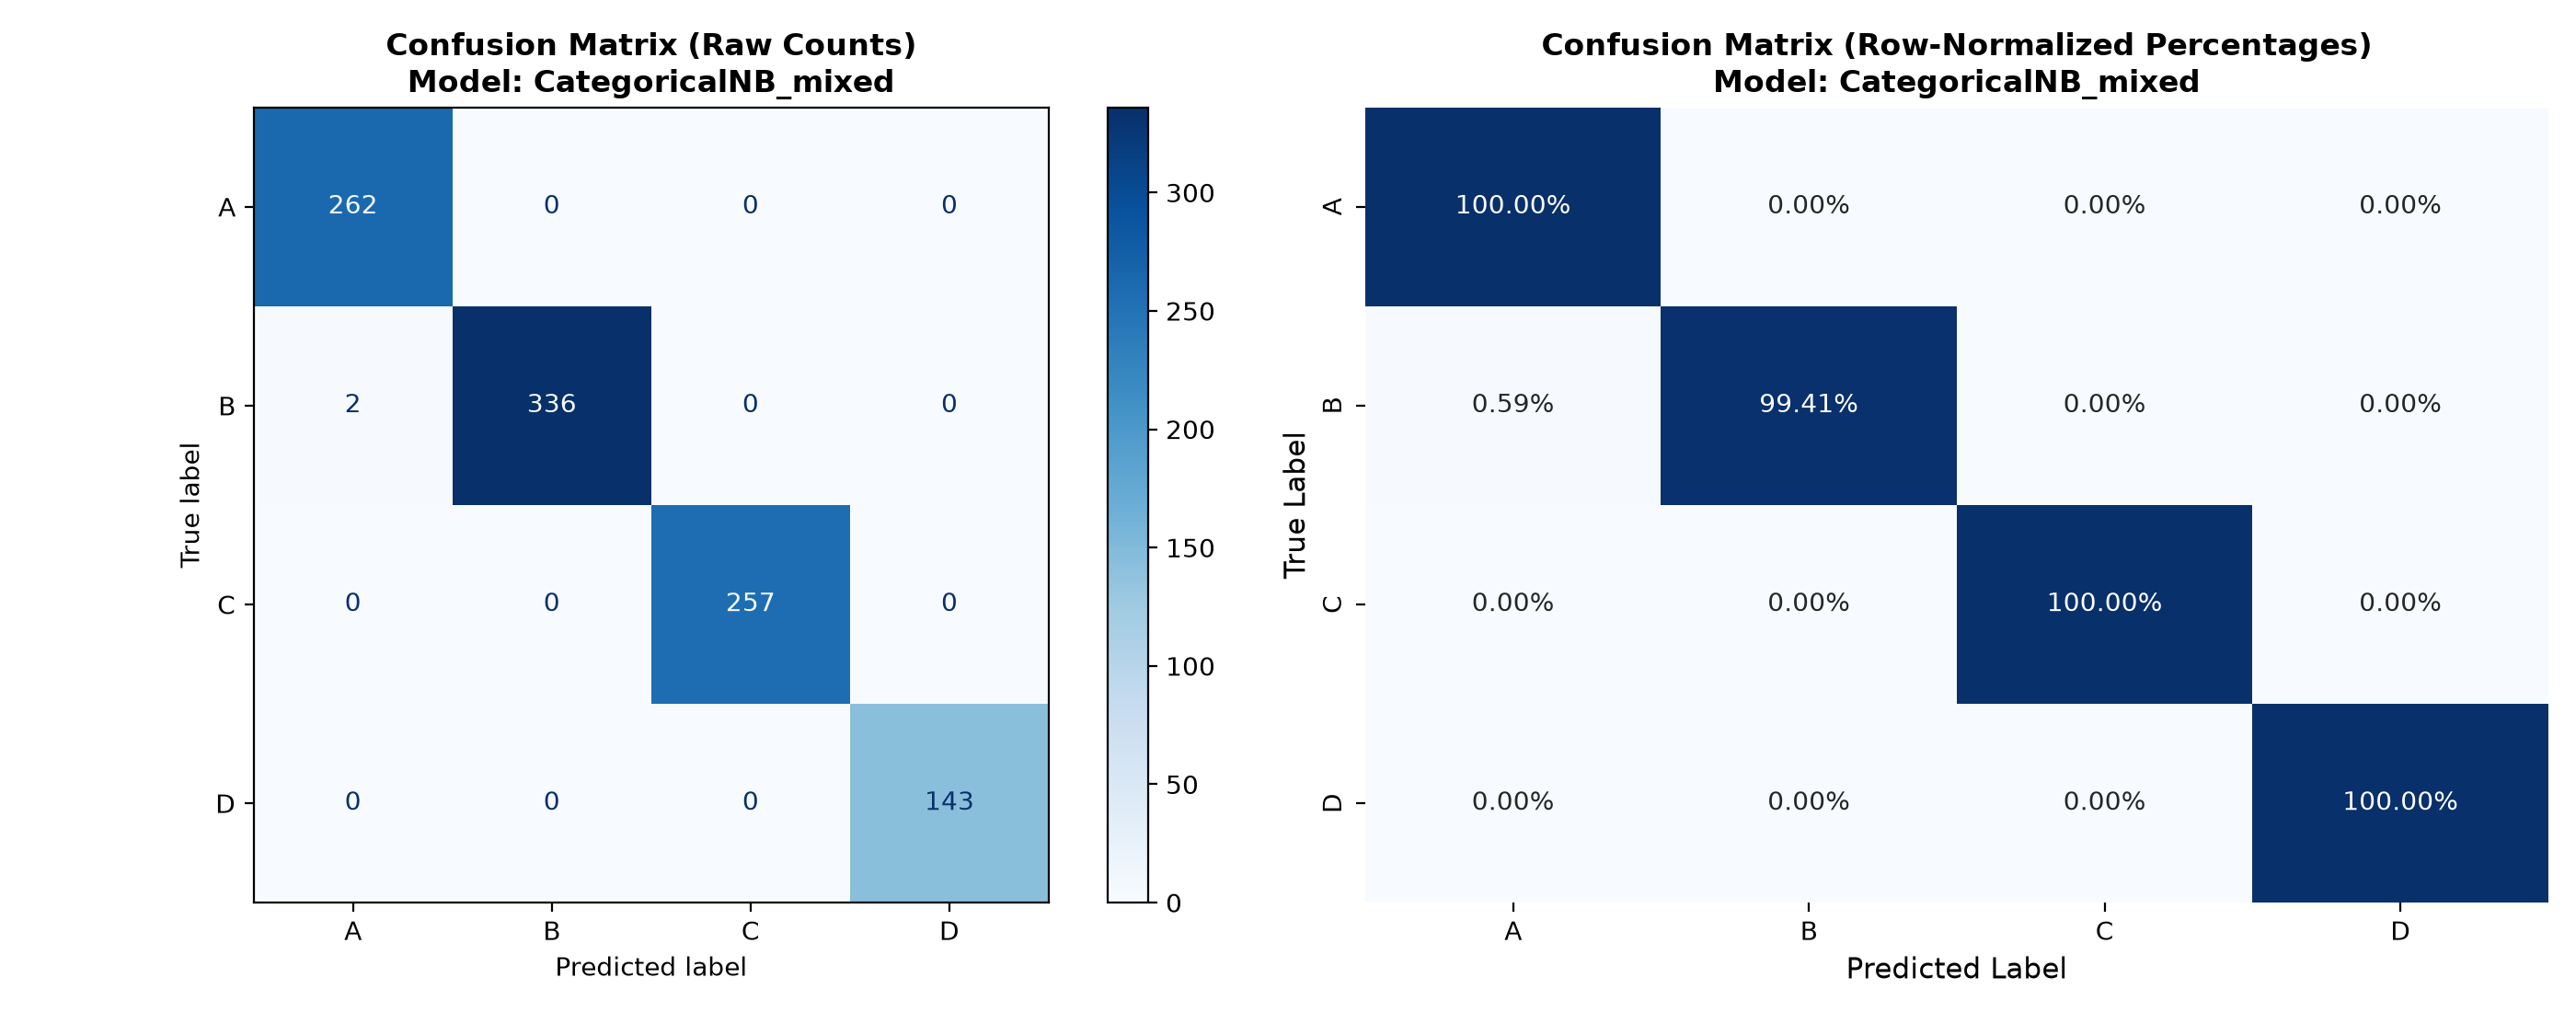 Confusion Matrix (Raw Counts)
Model: CategoricalNB_mixed
A 262 0 0 0
B 2 336 0 0
C 0 0 257 0
D 0 0 0 143
A B C D
True label
Predicted label
300
250
200
150
100
50
0
Confusion Matrix (Row-Normalized Percentages)
Model: CategoricalNB_mixed
A 100.00% 0.00% 0.00% 0.00%
B 0.59% 99.41% 0.00% 0.00%
C 0.00% 0.00% 100.00% 0.00%
D 0.00% 0.00% 0.00% 100.00%
A B C D
True Label
Predicted Label